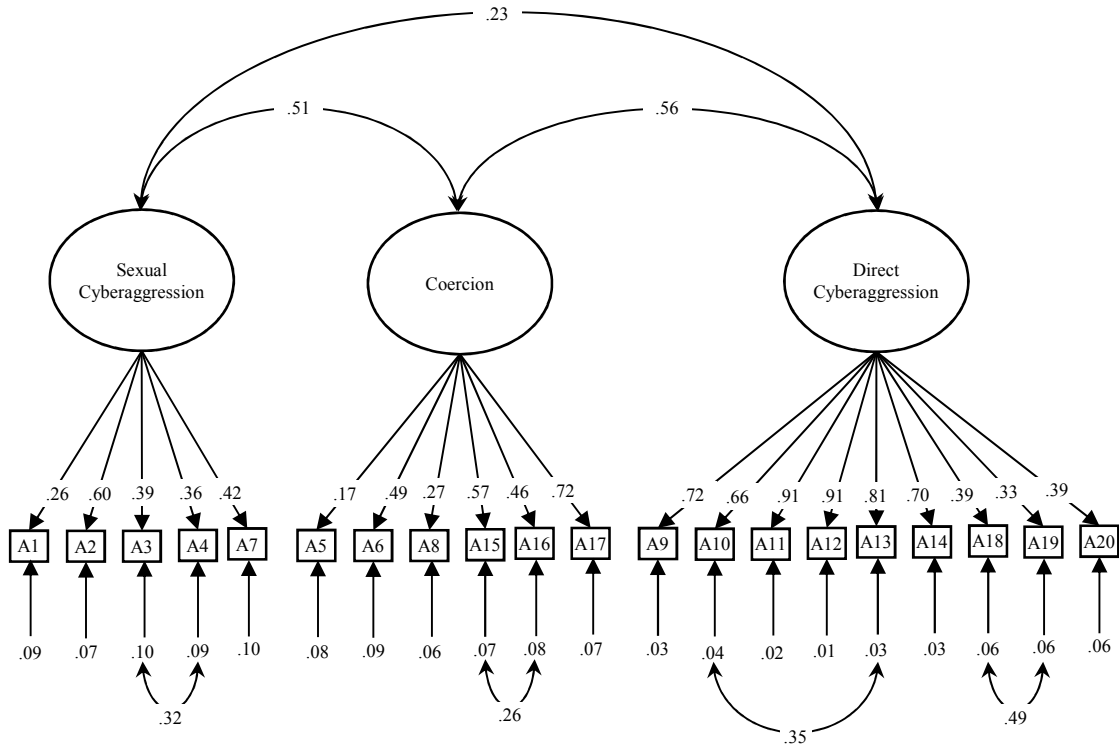 .23
.51
.56
Sexual
Cyberaggression
Coercion
Direct
Cyberaggression
.26 .60 .39 .36 .42
.17 .49 .27 .57 .46 .72
.72 .66 .91 .91 .81 .70 .39 .33 .39
A1 A2 A3 A4 A7
A5 A6 A8 A15 A16 A17
A9 A10 A11 A12 A13 A14 A18 A19 A20
.09 .07 .10 .09 .10
.08 .09 .06 .07 .08 .07
.03 .04 .02 .01 .03 .03 .06 .06 .06
.32
.26
.35
.49